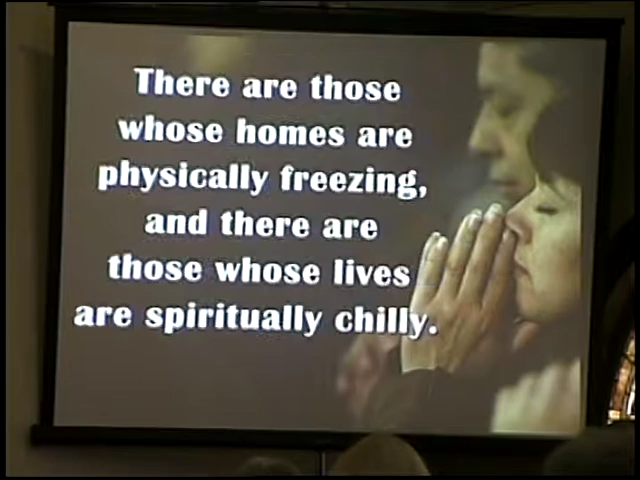 There are those
whose homes are
physically freezing,
and there are
those whose lives
are spiritually chilly.